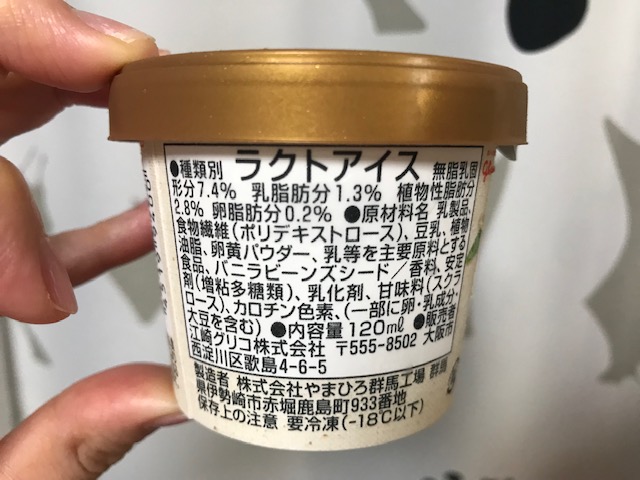 ●種類別 ラクトアイス 無脂乳固
形分7.4% 乳脂肪分1.3% 植物性脂肪分
2.8% 卵脂肪分0.2% ●原材料名 乳製品、
食物繊維(ポリデキストロース)、豆乳、植物
油脂、卵黄パウダー、乳等を主要原料とする
食品、バニラビーンズシード/香料、安定
剤(増粘多糖類)、乳化剤、甘味料(スクラ
ロース)、カロチン色素、(一部に卵・乳成分・
大豆を含む) ●内容量120ml ●販売者
江崎グリコ株式会社 〒555-8502 大阪市
西淀川区歌島4-6-5
製造者 株式会社やまひろ群馬工場 群馬
県伊勢崎市赤堀鹿島町933番地
保存上の注意 要冷凍(-18℃以下)